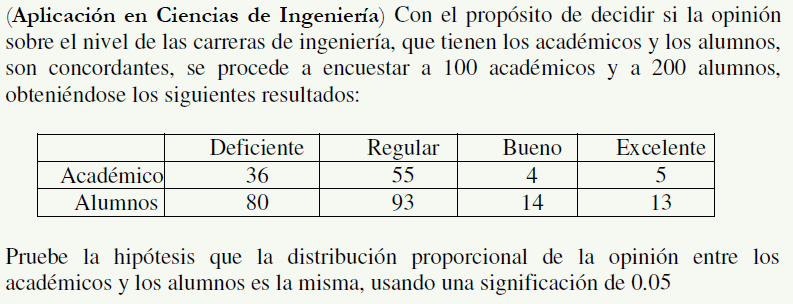 (Aplicación en Ciencias de Ingeniería) Con el propósito de decidir si la opinión
sobre el nivel de las carreras de ingeniería, que tienen los académicos y los alumnos,
son concordantes, se procede a encuestar a 100 académicos y a 200 alumnos,
obteniéndose los siguientes resultados:
Deficiente Regular Bueno Excelente
Académico 36 55 4 5
Alumnos 80 93 14 13
Pruebe la hipótesis que la distribución proporcional de la opinión entre los
académicos y los alumnos es la misma, usando una significación de 0.05